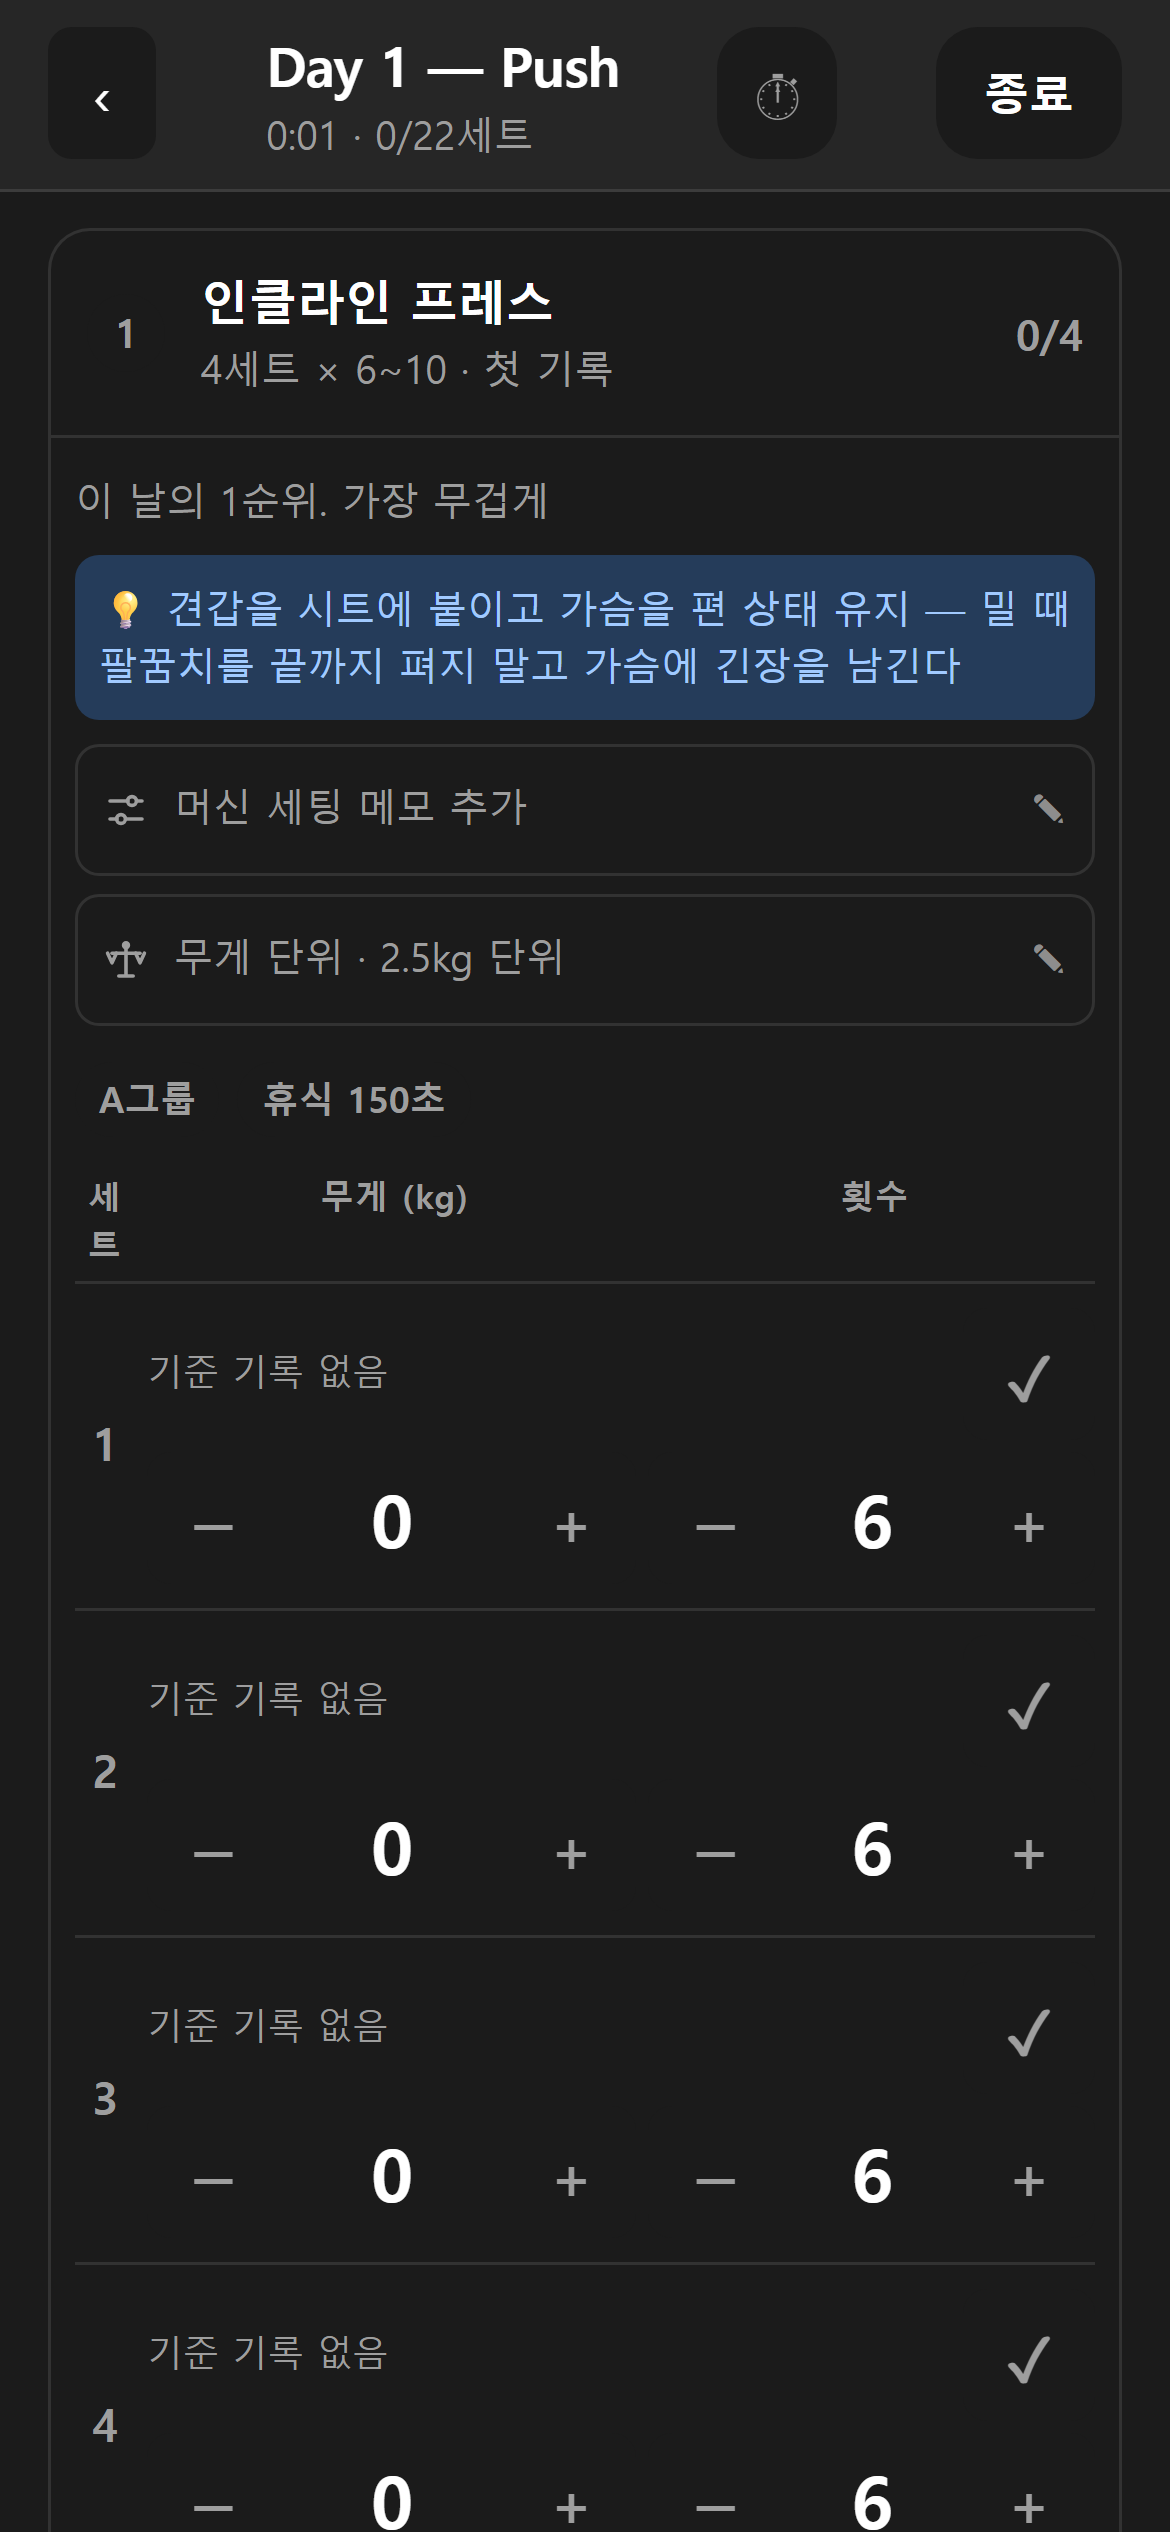 ‹
Day 1 — Push
0:01 · 0/22세트
종료
1
인클라인 프레스
4세트 × 6~10 · 첫 기록
0/4
이 날의 1순위. 가장 무겁게
💡 견갑을 시트에 붙이고 가슴을 편 상태 유지 — 밀 때
팔꿈치를 끝까지 펴지 말고 가슴에 긴장을 남긴다
머신 세팅 메모 추가
무게 단위 · 2.5kg 단위
A그룹 휴식 150초
세트 무게 (kg) 횟수
기준 기록 없음 ✓
1
— 0 + — 6 +
기준 기록 없음 ✓
2
— 0 + — 6 +
기준 기록 없음 ✓
3
— 0 + — 6 +
기준 기록 없음 ✓
4
— 0 + — 6 +